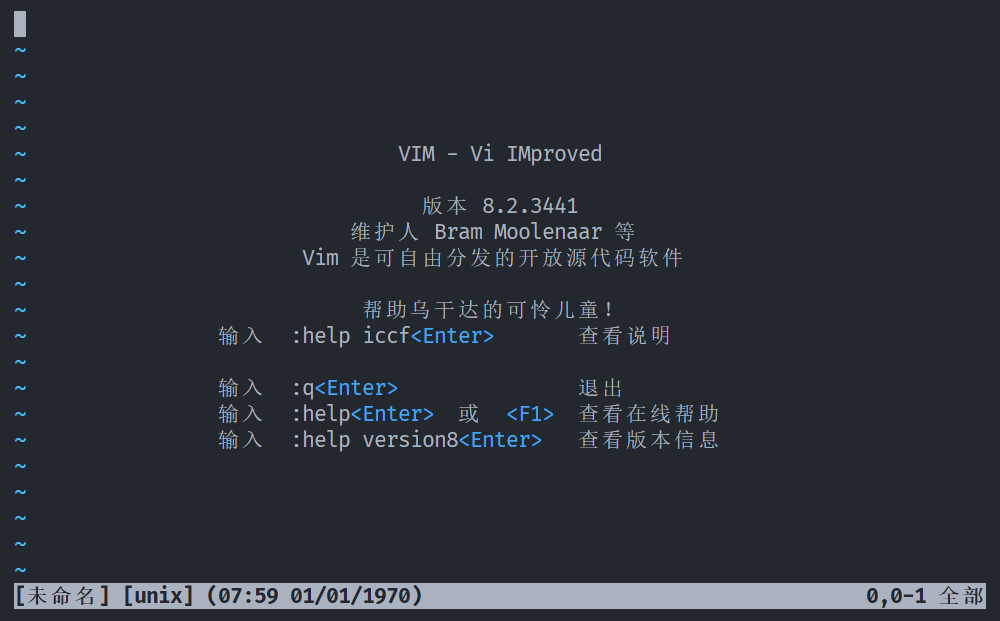 ~
~
~
~
~ VIM - Vi IMproved
~
~ 版本 8.2.3441
~ 维护人 Bram Moolenaar 等
~ Vim 是可自由分发的开放源代码软件
~
~ 帮助乌干达的可怜儿童!
~ 输入 :help iccf<Enter> 查看说明
~
~ 输入 :q<Enter> 退出
~ 输入 :help<Enter> 或 <F1> 查看在线帮助
~ 输入 :help version8<Enter> 查看版本信息
~
~
~
~
~
[未命名] [unix] (07:59 01/01/1970) 0,0-1 全部